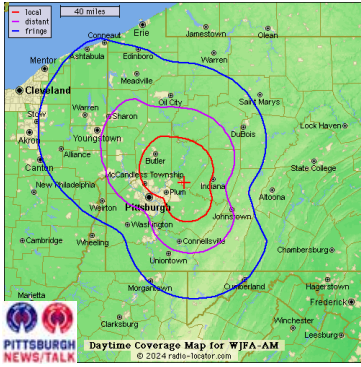 local
distant
fringe
40 miles
Erie
Jamestown
Olean
Conneaut
Ashtabula
Edinboro
Warren
Mentor
Meadville
Cleveland
Oil City
Saint Marys
Stow
Warren
Sharon
Akron
Youngstown
DuBois
Lock Haven
Alliance
Butler
Canton
McCandless Township
State College
New Philadelphia
Plum
Indiana
Altoona
Weirton
Pittsburgh
Johnstown
Washington
Cambridge
Wheeling
Connellsville
Chambersburg
Uniontown
Morgantown
Cumberland
Hagerstown
Marietta
Frederick
Clarksburg
Winchester
Leesburg
PITTSBURGH
NEWS/TALK
Daytime Coverage Map for WJFA-AM
© 2024 radio-locator.com